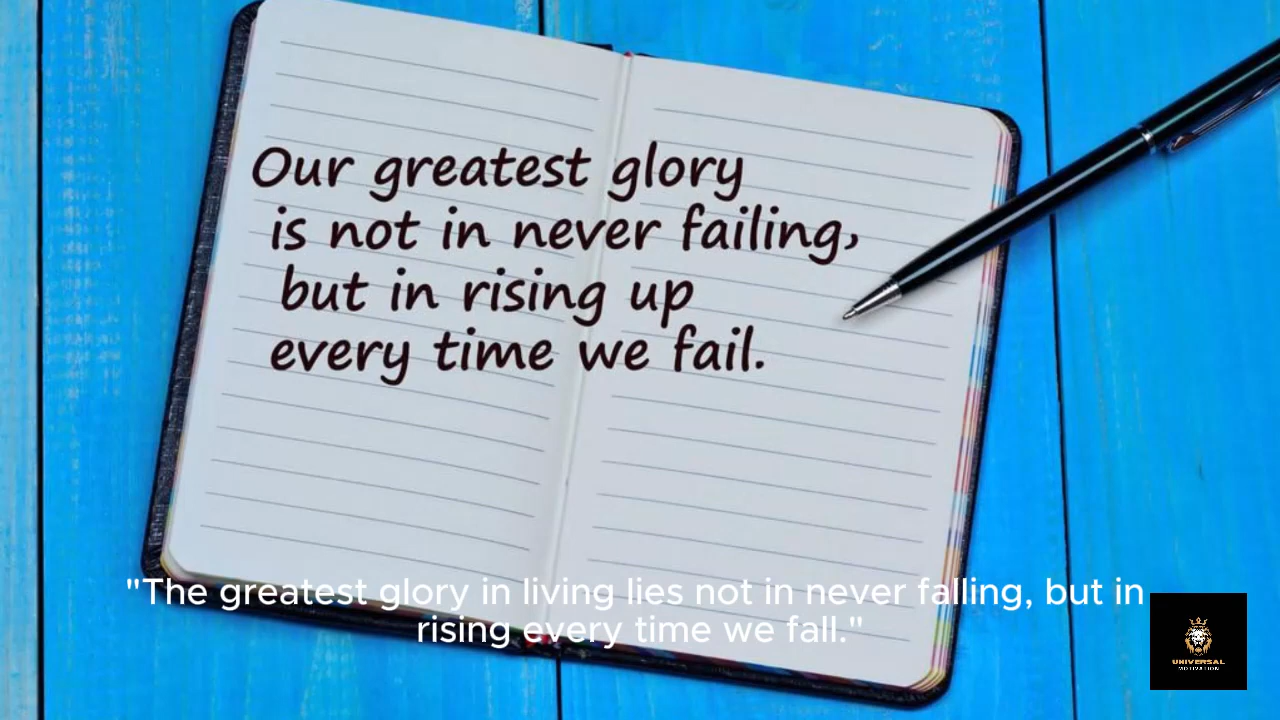 Our greatest glory
is not in never failing,
but in rising up
every time we fail.
"The greatest glory in living lies not in never falling, but in
rising every time we fall."
UNIVERSAL
MOTIVATION